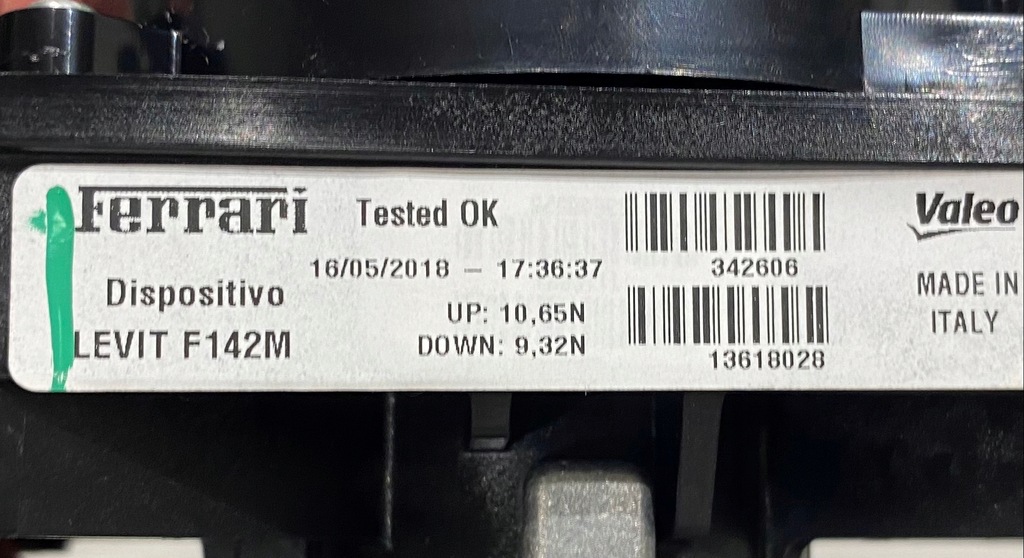 Ferrari
Tested OK
16/05/2018 – 17:36:37
Dispositivo
LEVIT F142M
UP: 10,65N
DOWN: 9,32N
342606
13618028
Valeo
MADE IN
ITALY